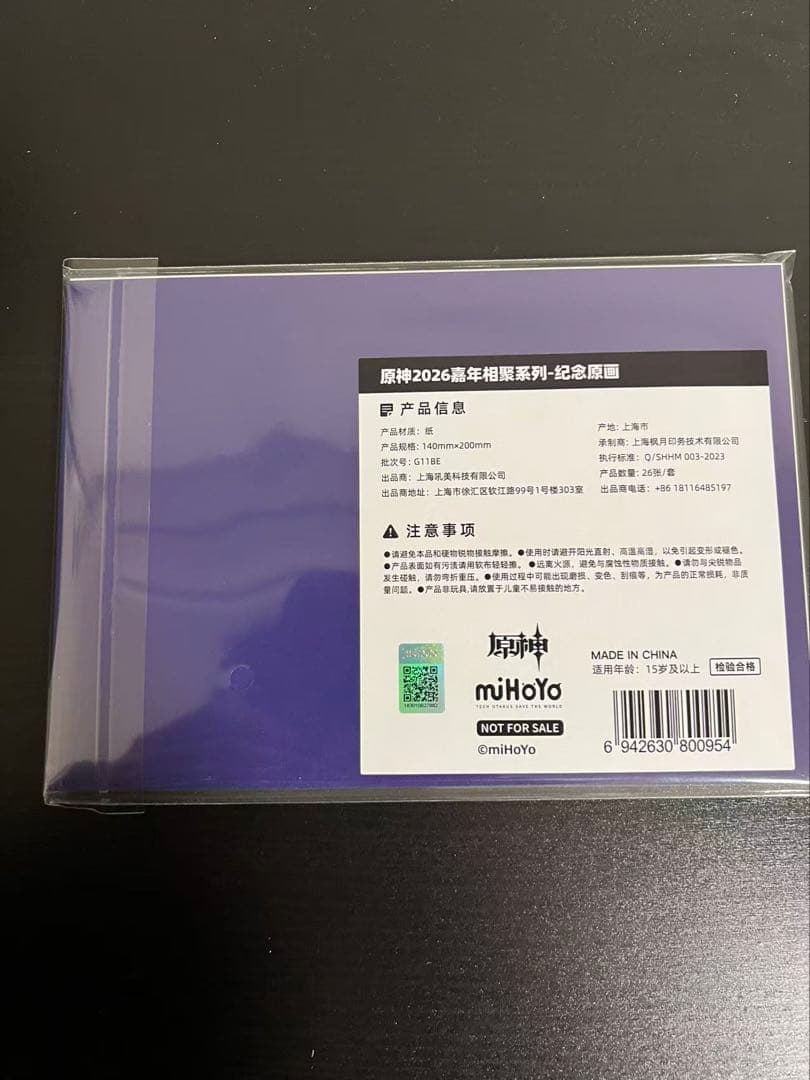 原神2026嘉年相聚系列-纪念原画
产品信息
产品材质：纸
产品规格：140mm×200mm
批次号：G11BE
出品商：上海吼美科技有限公司
出品商地址：上海市徐汇区钦江路99号1号楼303室
产地：上海市
承制商：上海枫月印务技术有限公司
执行标准：Q/SHHM 003-2023
产品数量：26张/套
出品商电话：+86 18116485197
注意事项
●请避免本品和硬物锐物接触摩擦。●使用时请避开阳光直射、高温高湿，以免引起变形或褪色。
●产品表面如有污渍请用软布轻轻擦。●远离火源，避免与腐蚀性物质接触。●请勿与尖锐物品
发生碰触，请勿弯折重压。●使用过程中可能出现磨损、变色、刮痕等，为产品的正常损耗，非质
量问题。●产品非玩具,请放置于儿童不易接触的地方。
原神
miHoYo
TECH OTAKUS SAVE THE WORLD
NOT FOR SALE
©miHoYo
MADE IN CHINA
适用年龄：15岁及以上
检验合格
6 942630 800954